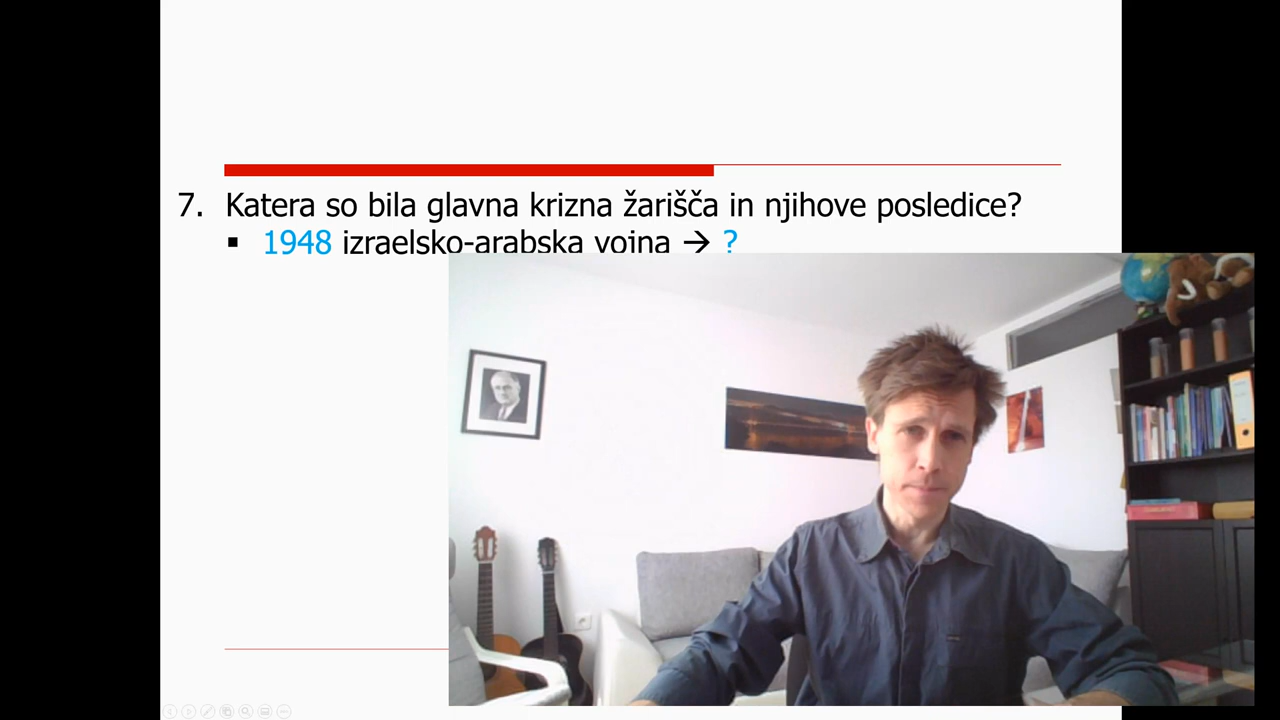 7. Katera so bila glavna krizna žarišča in njihove posledice?
▪ 1948 izraelsko-arabska vojna → ?